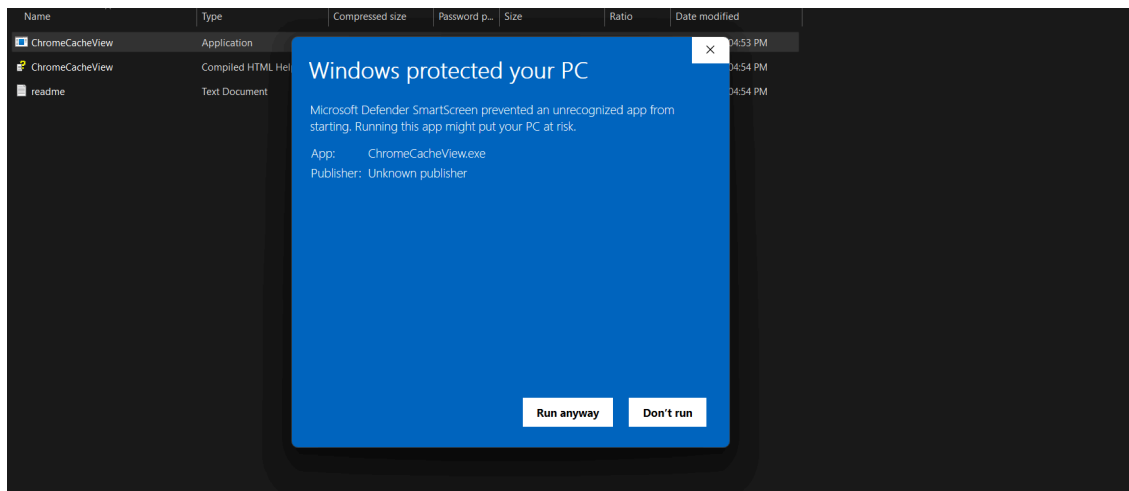 Name Type Compressed size Password p... Size Ratio Date modified
ChromeCacheView Application 04:53 PM
ChromeCacheView Compiled HTML Hel 04:54 PM
readme Text Document 04:54 PM
Windows protected your PC
Microsoft Defender SmartScreen prevented an unrecognized app from
starting. Running this app might put your PC at risk.
App: ChromeCacheView.exe
Publisher: Unknown publisher
Run anyway Don't run